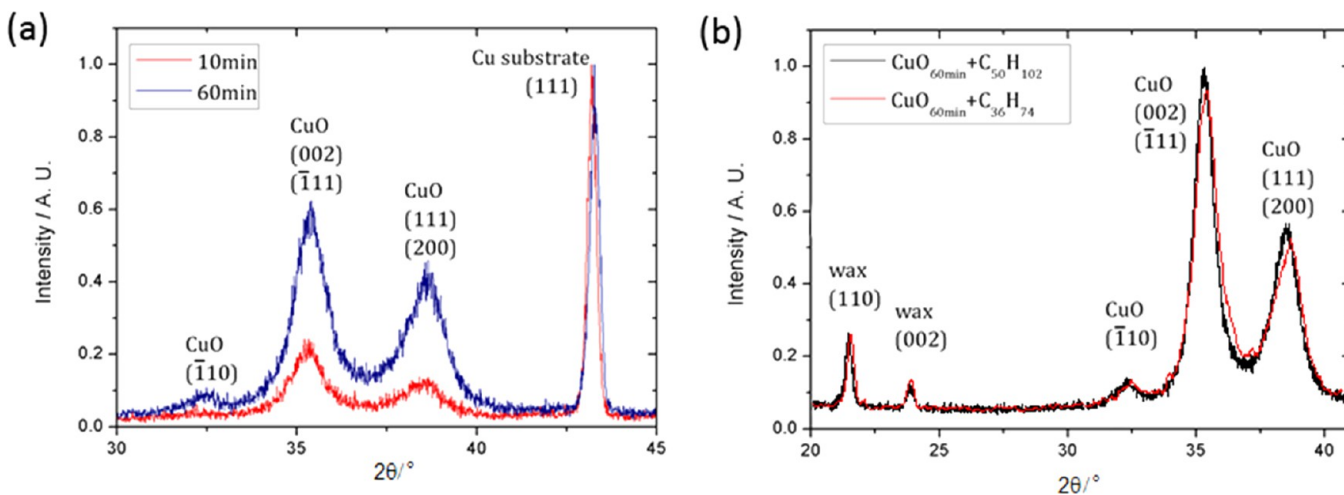 (a)
10min
60min
Cu substrate
(111)
CuO
(002)
(1̅11)
CuO
(111)
(200)
CuO
(1̅10)
Intensity / A. U.
1.0
0.8
0.6
0.4
0.2
0.0
30
35
40
45
2θ/°
(b)
CuO₆₀ₘᵢₙ+C₅₀H₁₀₂
CuO₆₀ₘᵢₙ+C₃₆H₇₄
CuO
(002)
(1̅11)
CuO
(111)
(200)
wax
(110)
wax
(002)
CuO
(1̅10)
Intensity / A. U.
1.0
0.8
0.6
0.4
0.2
0.0
20
25
30
35
40
2θ/°